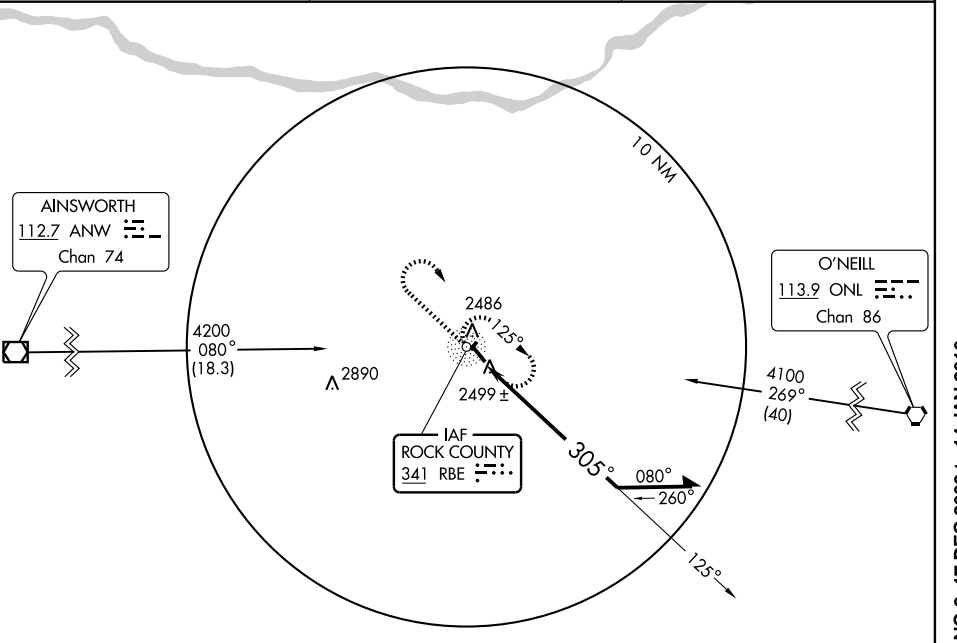 10 NM
AINSWORTH
112.7 ANW
Chan 74
4200
080°
(18.3)
2890
2486
125°
2499 ±
IAF
ROCK COUNTY
341 RBE
305°
080°
260°
125°
O'NEILL
113.9 ONL
Chan 86
4100
269°
(40)